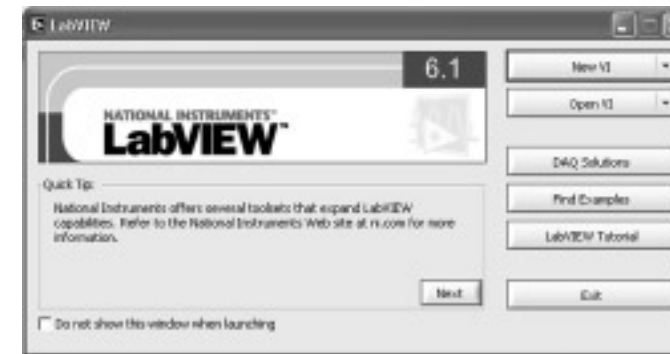 LabVIEW
6.1
NATIONAL INSTRUMENTS™
LabVIEW™
Quick Tip:
National Instruments offers several toolsets that expand LabVIEW
capabilities. Refer to the National Instruments Web site at ni.com for more
information.
Next
Do not show this window when launching
New VI
Open VI
DAQ Solutions
Find Examples
LabVIEW Tutorial
Exit